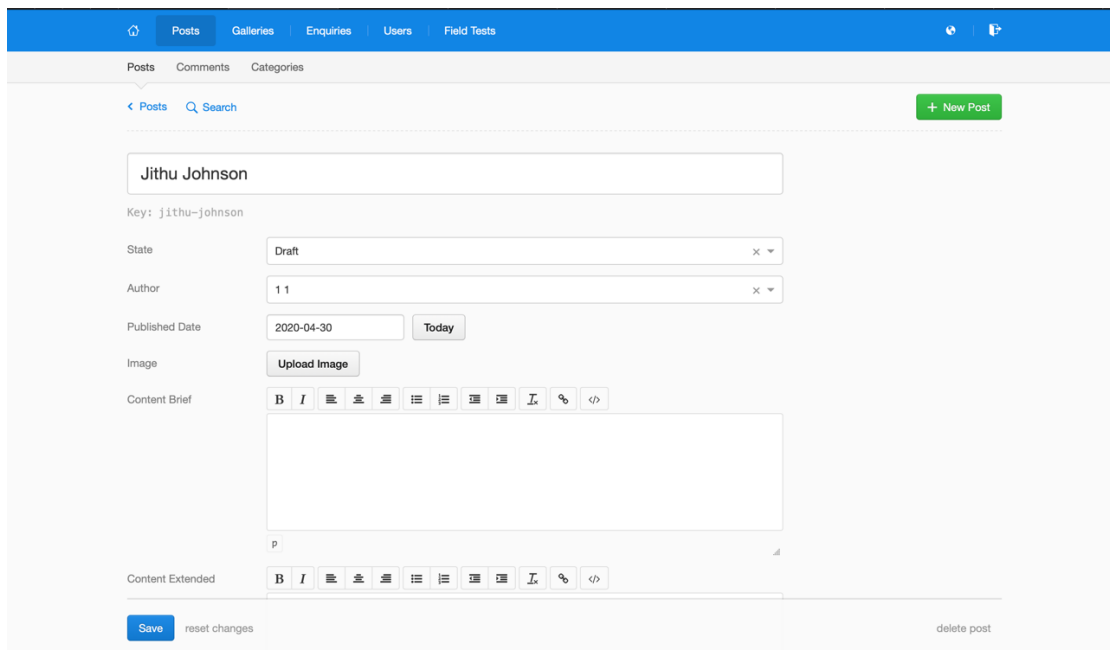 Posts Galleries Enquiries Users Field Tests
Posts Comments Categories
Posts Search + New Post
Jithu Johnson
Key: jithu-johnson
State Draft
Author 1 1
Published Date 2020-04-30 Today
Image Upload Image
Content Brief B I
p
Content Extended B I
Save reset changes delete post